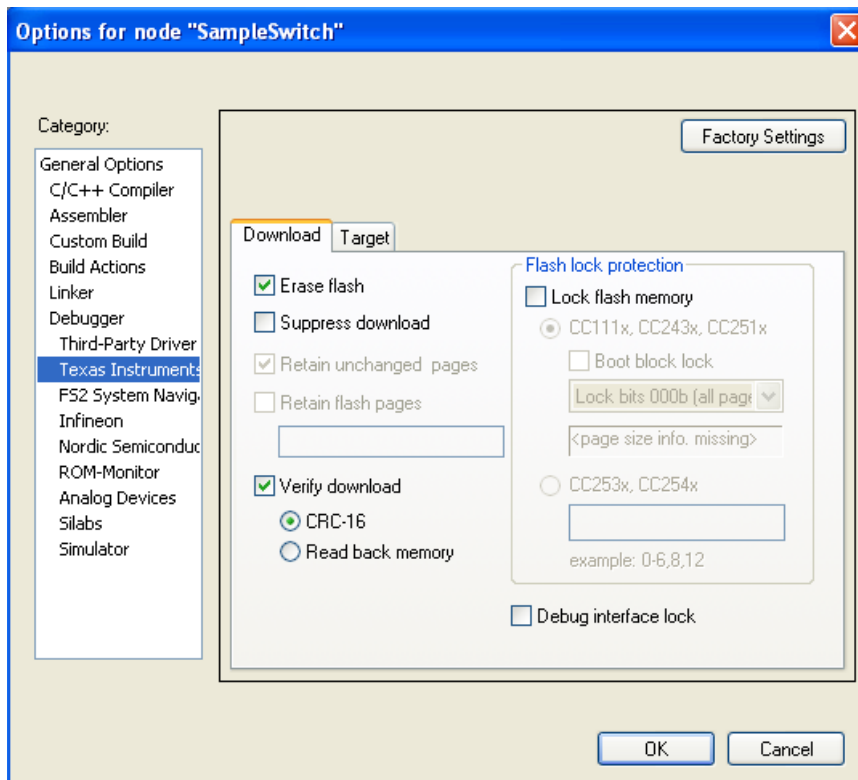 Options for node "SampleSwitch"
Category:
Factory Settings
General Options
C/C++ Compiler
Assembler
Custom Build
Build Actions
Linker
Debugger
Third-Party Driver
Texas Instruments
FS2 System Navig
Infineon
Nordic Semiconduc
ROM-Monitor
Analog Devices
Silabs
Simulator
Download
Target
Erase flash
Suppress download
Retain unchanged pages
Retain flash pages
Verify download
CRC-16
Read back memory
Flash lock protection
Lock flash memory
CC111x, CC243x, CC251x
Boot block lock
Lock bits 000b (all page
<page size info. missing>
CC253x, CC254x
example: 0-6,8,12
Debug interface lock
OK
Cancel